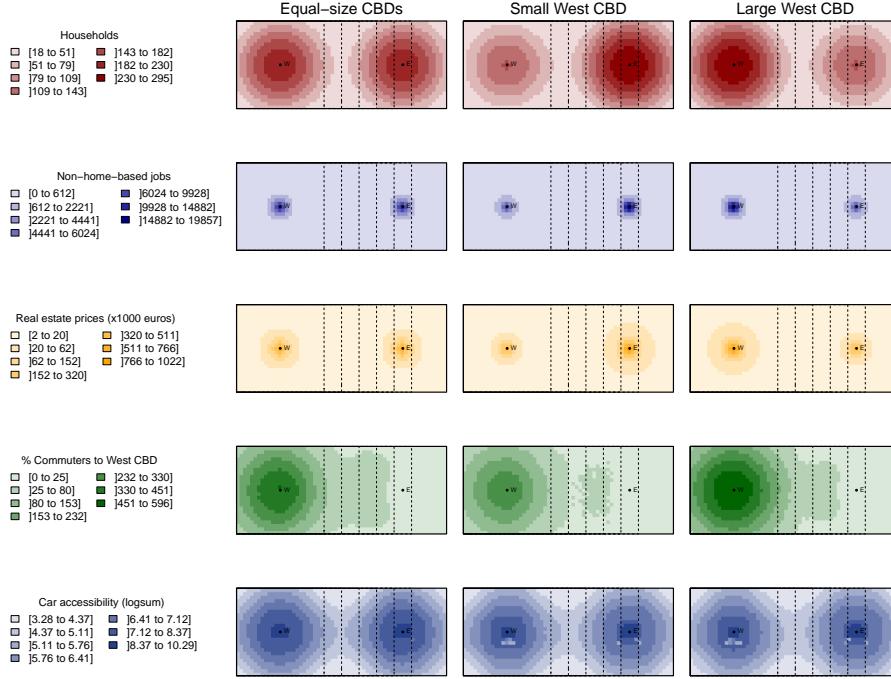 Equal−size CBDs
Small West CBD
Large West CBD
Households
[18 to 51]
]51 to 79]
]79 to 109]
]109 to 143]
]143 to 182]
]182 to 230]
]230 to 295]
W
E
W
E
W
E
Non−home−based jobs
[0 to 612]
]612 to 2221]
]2221 to 4441]
]4441 to 6024]
]6024 to 9928]
]9928 to 14882]
]14882 to 19857]
W
E
W
E
W
E
Real estate prices (x1000 euros)
[2 to 20]
]20 to 62]
]62 to 152]
]152 to 320]
]320 to 511]
]511 to 766]
]766 to 1022]
W
E
W
E
W
E
% Commuters to West CBD
[0 to 25]
]25 to 80]
]80 to 153]
]153 to 232]
]232 to 330]
]330 to 451]
]451 to 596]
W
E
W
E
W
E
Car accessibility (logsum)
[3.28 to 4.37]
]4.37 to 5.11]
]5.11 to 5.76]
]5.76 to 6.41]
]6.41 to 7.12]
]7.12 to 8.37]
]8.37 to 10.29]
W
E
W
E
W
E